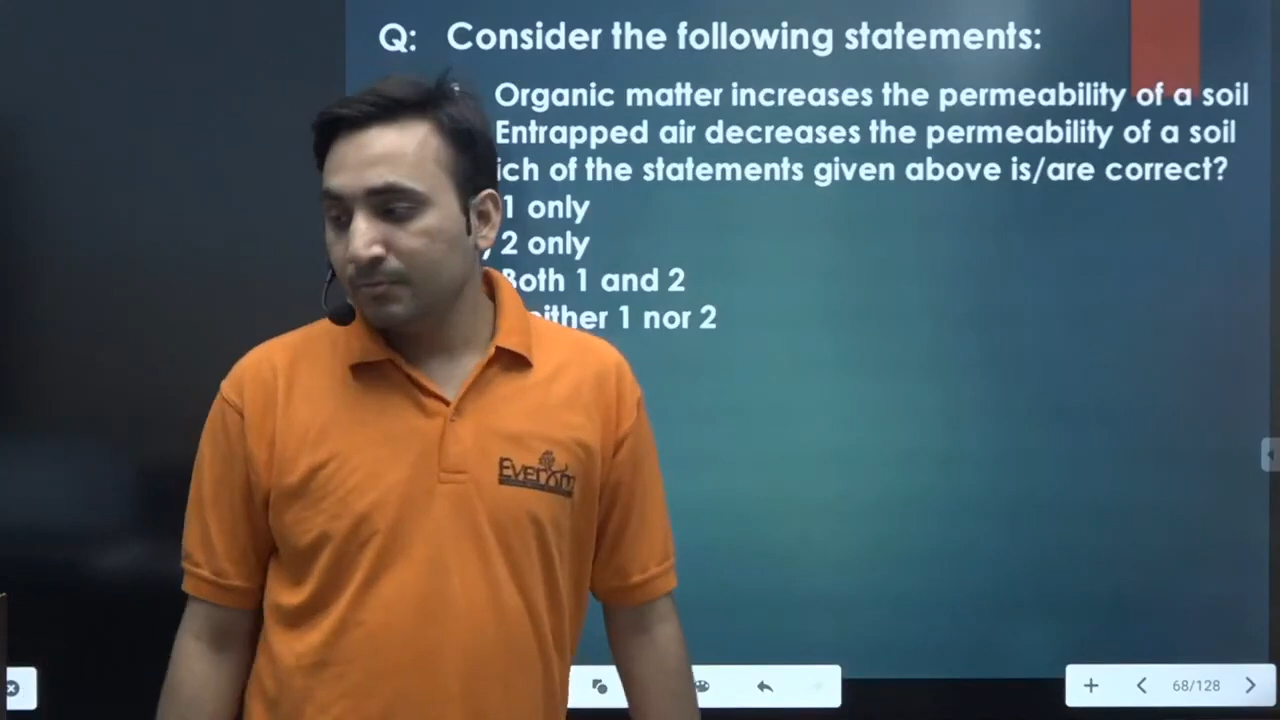 Q: Consider the following statements:
Organic matter increases the permeability of a soil
Entrapped air decreases the permeability of a soil
of the statements given above is/are correct?
1 only
2 only
Both 1 and 2
1 nor 2
68/128